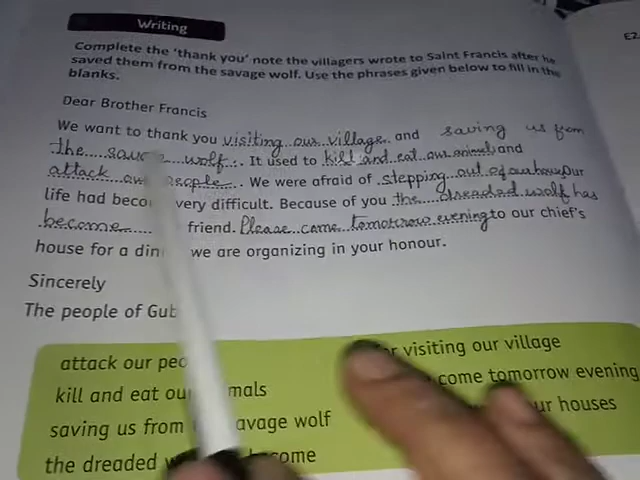 Writing
E2.
Complete the 'thank you' note the villagers wrote to Saint Francis after he
saved them from the savage wolf. Use the phrases given below to fill in the
blanks.
Dear Brother Francis
We want to thank you visiting our village and saving us from
the savage wolf. It used to kill and eat our animals and
attack our people. We were afraid of stepping out of our house Our
life had become very difficult. Because of you the dreaded wolf has
become friend. Please come tomorrow evening to our chief's
house for a din we are organizing in your honour.
Sincerely
The people of Gub
attack our peo
for visiting our village
kill and eat our mals
come tomorrow evening
saving us from avage wolf
ur houses
the dreaded w become